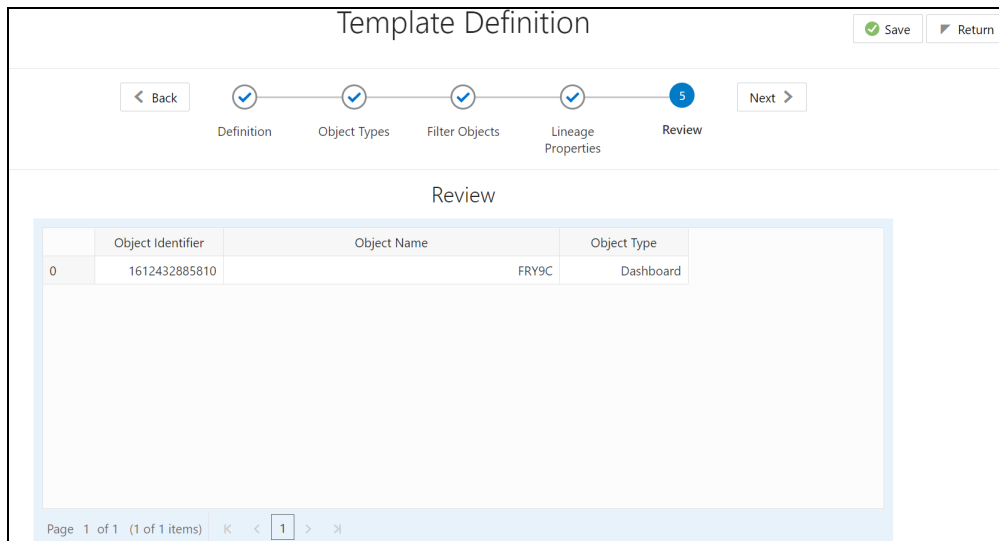 Template Definition
Save
Return
Back
5
Next
Definition
Object Types
Filter Objects
Lineage
Properties
Review
Review
Object Identifier Object Name Object Type
0 1612432885810 FRY9C Dashboard
Page 1 of 1 (1 of 1 items) K < 1 > >|